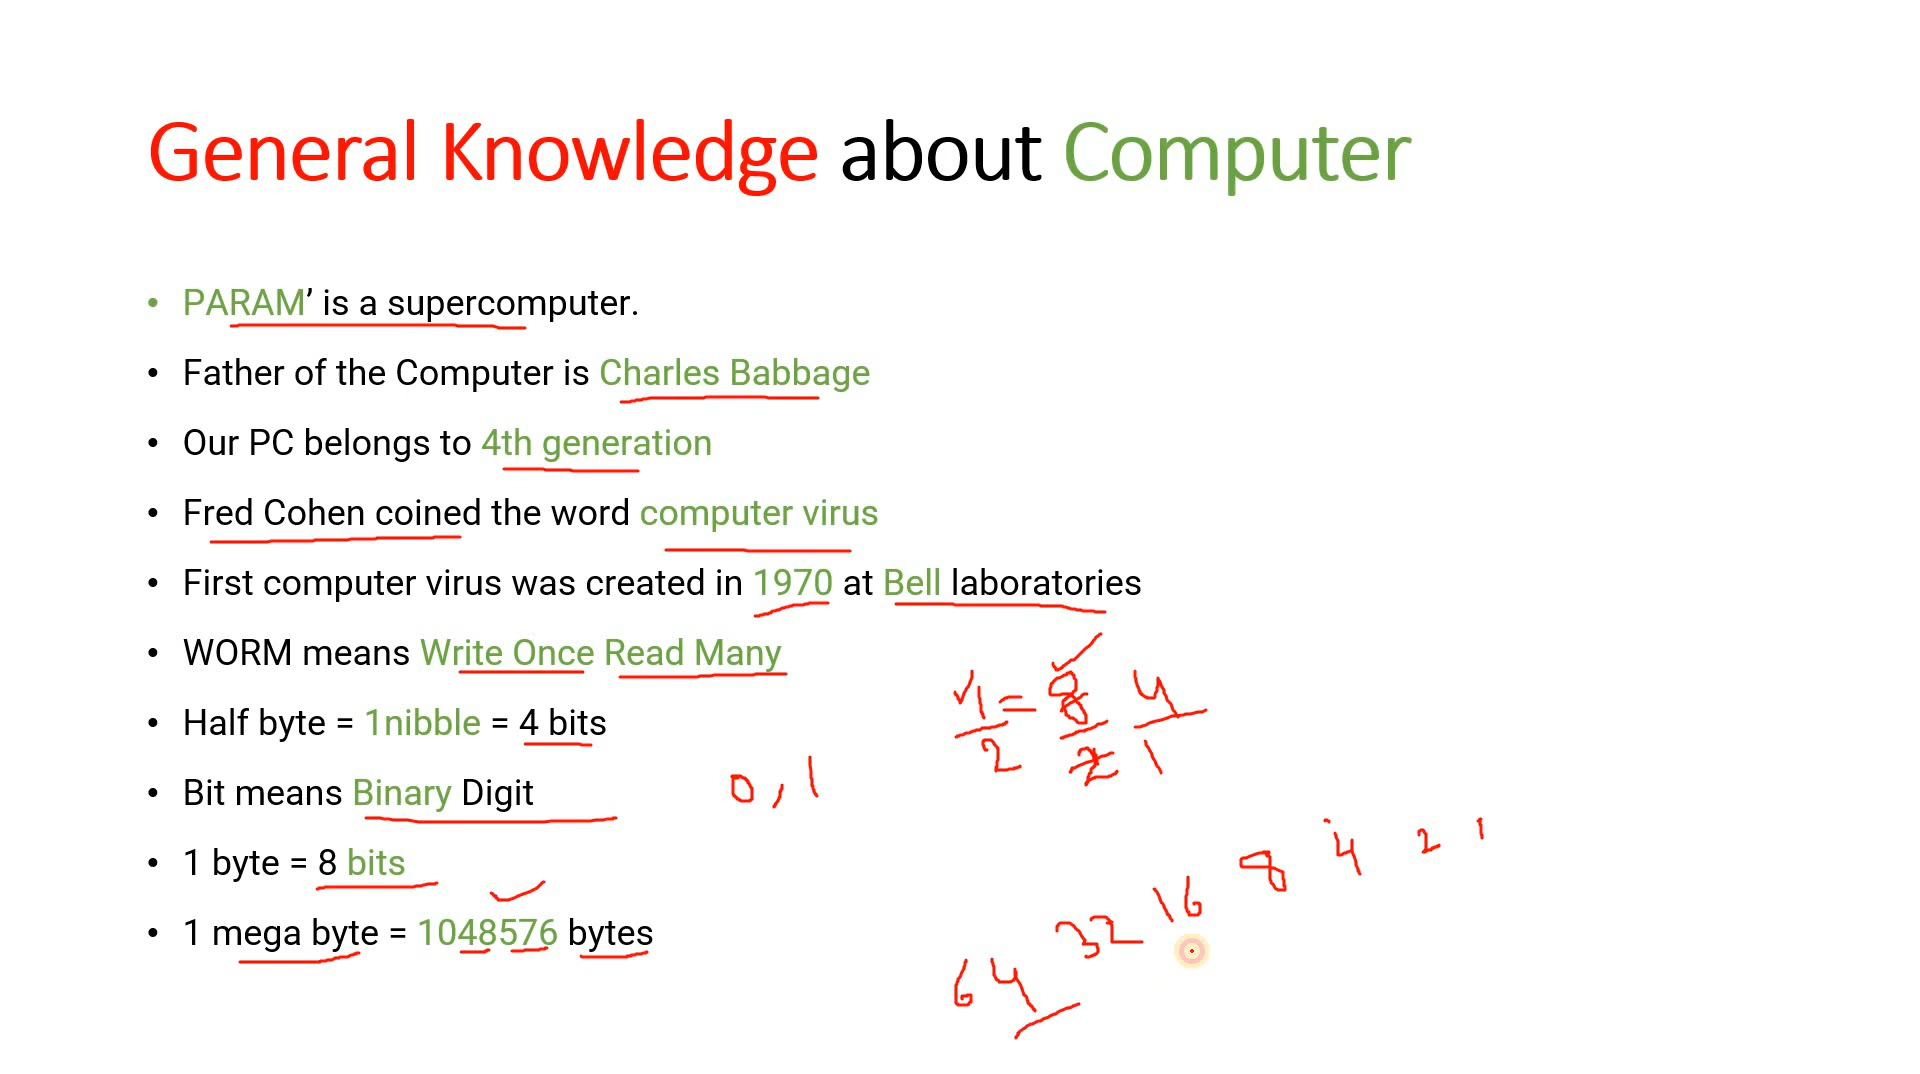 General Knowledge about Computer
• PARAM’ is a supercomputer.
• Father of the Computer is Charles Babbage
• Our PC belongs to 4th generation
• Fred Cohen coined the word computer virus
• First computer virus was created in 1970 at Bell laboratories
• WORM means Write Once Read Many
• Half byte = 1nibble = 4 bits
1 = 8 4
2 2 1
• Bit means Binary Digit
0, 1
• 1 byte = 8 bits
• 1 mega byte = 1048576 bytes
64 32 16 8 4 2 1